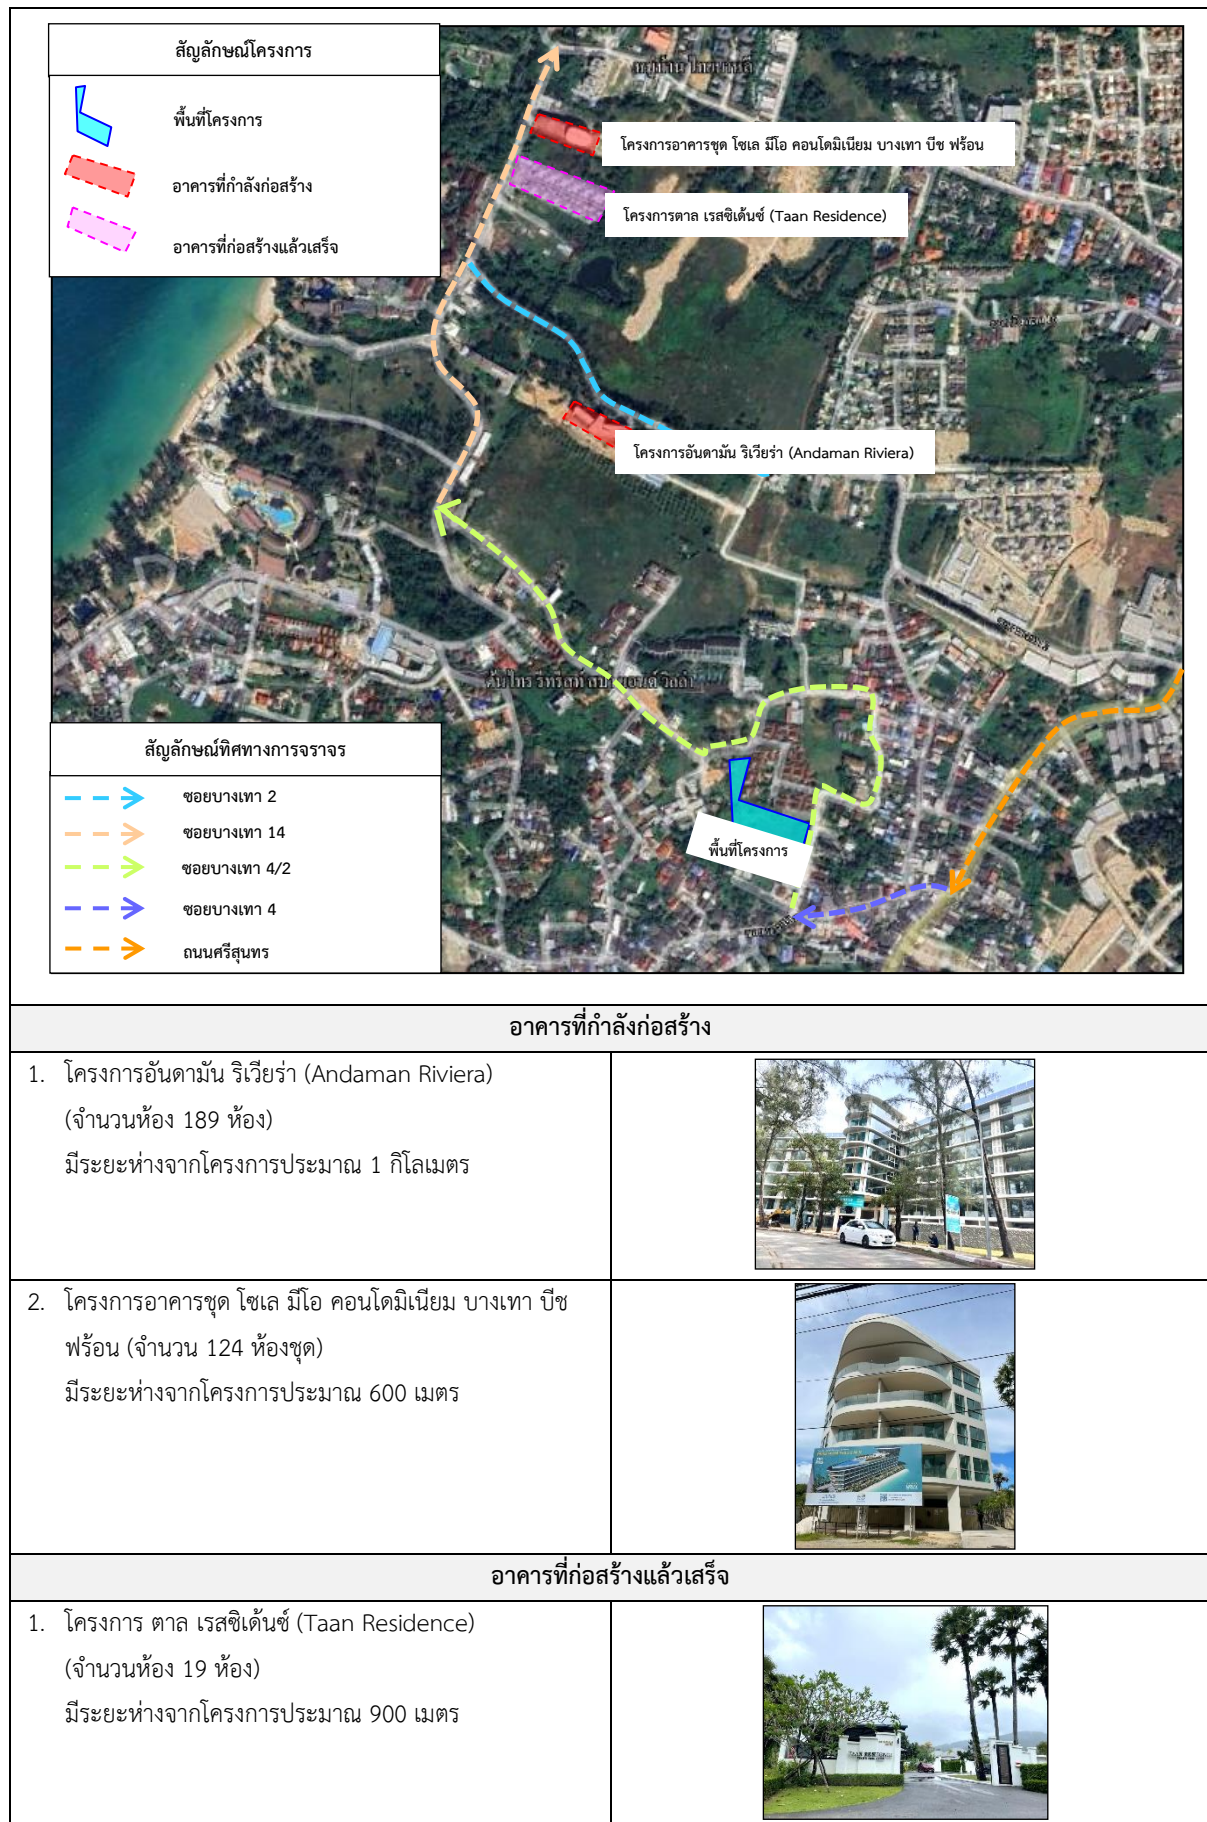 สัญลักษณ์โครงการ
พื้นที่โครงการ
อาคารที่กำลังก่อสร้าง
อาคารที่ก่อสร้างแล้วเสร็จ
โครงการอาคารชุด โซเล มีโอ คอนโดมิเนียม บางเทา บีช ฟร้อน
โครงการตาล เรสซิเด้นซ์ (Taan Residence)
โครงการอันดามัน ริเวียร่า (Andaman Riviera)
พื้นที่โครงการ
สัญลักษณ์ทิศทางการจราจร
ซอยบางเทา 2
ซอยบางเทา 14
ซอยบางเทา 4/2
ซอยบางเทา 4
ถนนศรีสุนทร
อาคารที่กำลังก่อสร้าง
1. โครงการอันดามัน ริเวียร่า (Andaman Riviera)
(จำนวนห้อง 189 ห้อง)
มีระยะห่างจากโครงการประมาณ 1 กิโลเมตร
2. โครงการอาคารชุด โซเล มีโอ คอนโดมิเนียม บางเทา บีช
ฟร้อน (จำนวน 124 ห้องชุด)
มีระยะห่างจากโครงการประมาณ 600 เมตร
อาคารที่ก่อสร้างแล้วเสร็จ
1. โครงการ ตาล เรสซิเด้นซ์ (Taan Residence)
(จำนวนห้อง 19 ห้อง)
มีระยะห่างจากโครงการประมาณ 900 เมตร